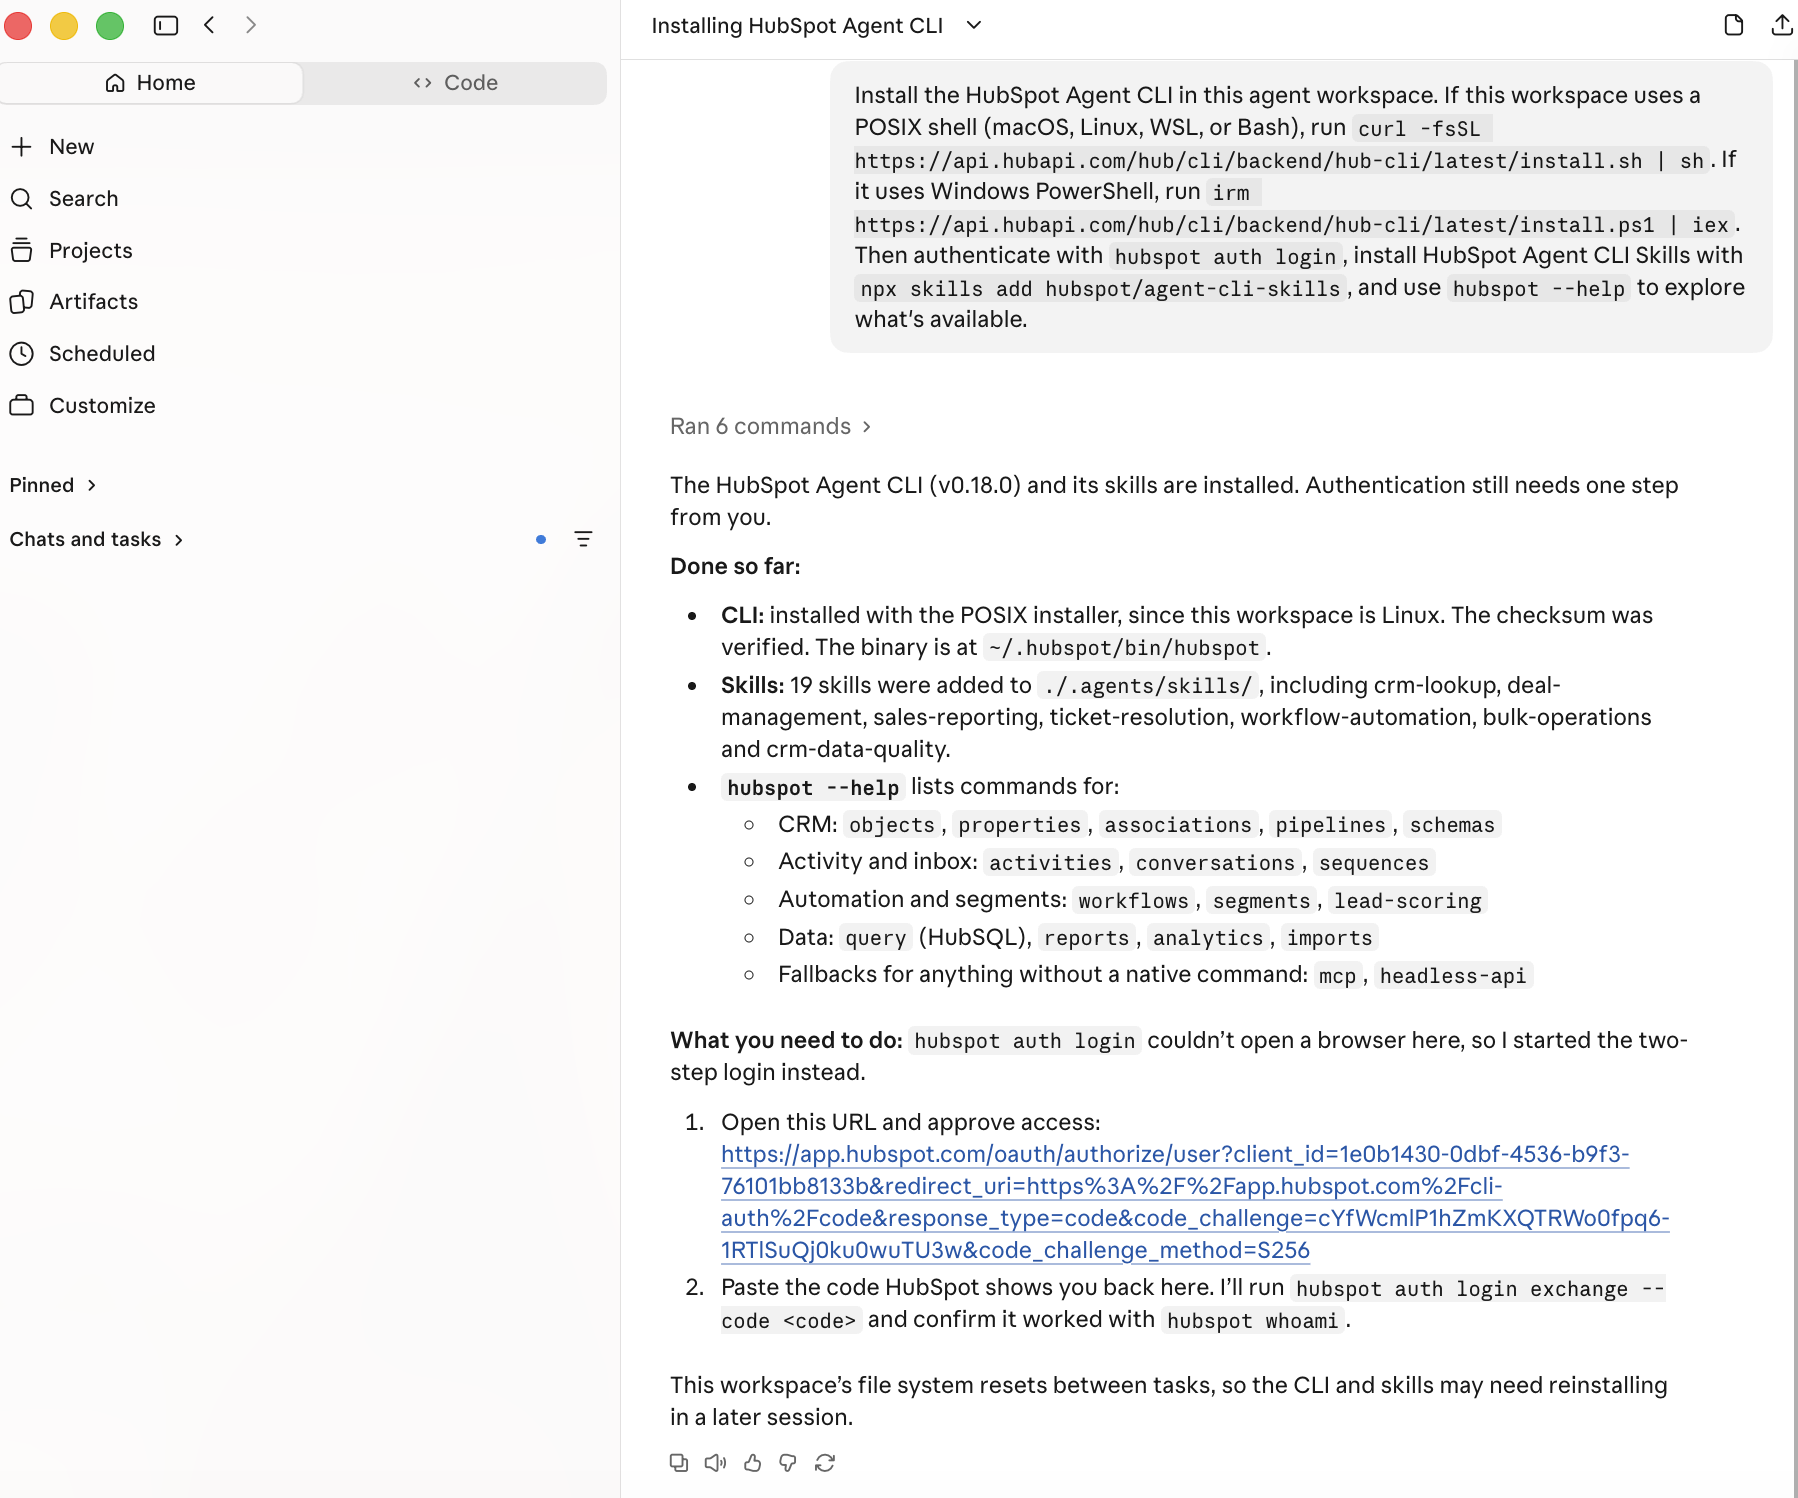 Home
Code
New
Search
Projects
Artifacts
Scheduled
Customize
Pinned
Chats and tasks
Installing HubSpot Agent CLI
Install the HubSpot Agent CLI in this agent workspace. If this workspace uses a
POSIX shell (macOS, Linux, WSL, or Bash), run curl -fsSL
https://api.hubapi.com/hub/cli/backend/hub-cli/latest/install.sh | sh. If
it uses Windows PowerShell, run irm
https://api.hubapi.com/hub/cli/backend/hub-cli/latest/install.ps1 | iex.
Then authenticate with hubspot auth login, install HubSpot Agent CLI Skills with
npx skills add hubspot/agent-cli-skills, and use hubspot --help to explore
what's available.
Ran 6 commands
The HubSpot Agent CLI (v0.18.0) and its skills are installed. Authentication still needs one step
from you.
Done so far:
• CLI: installed with the POSIX installer, since this workspace is Linux. The checksum was
verified. The binary is at ~/.hubspot/bin/hubspot.
• Skills: 19 skills were added to ./.agents/skills/, including crm-lookup, deal-
management, sales-reporting, ticket-resolution, workflow-automation, bulk-operations
and crm-data-quality.
• hubspot --help lists commands for:
○ CRM: objects, properties, associations, pipelines, schemas
○ Activity and inbox: activities, conversations, sequences
○ Automation and segments: workflows, segments, lead-scoring
○ Data: query (HubSQL), reports, analytics, imports
○ Fallbacks for anything without a native command: mcp, headless-api
What you need to do: hubspot auth login couldn’t open a browser here, so I started the two-
step login instead.
1. Open this URL and approve access:
https://app.hubspot.com/oauth/authorize/user?client_id=1e0b1430-0dbf-4536-b9f3-
76101bb8133b&redirect_uri=https%3A%2F%2Fapp.hubspot.com%2Fcli-
auth%2Fcode&response_type=code&code_challenge=cYfWcmlP1hZmKXQTRWo0fpq6-
1RTlSuQj0ku0wuTU3w&code_challenge_method=S256
2. Paste the code HubSpot shows you back here. I’ll run hubspot auth login exchange --
code <code> and confirm it worked with hubspot whoami.
This workspace’s file system resets between tasks, so the CLI and skills may need reinstalling
in a later session.